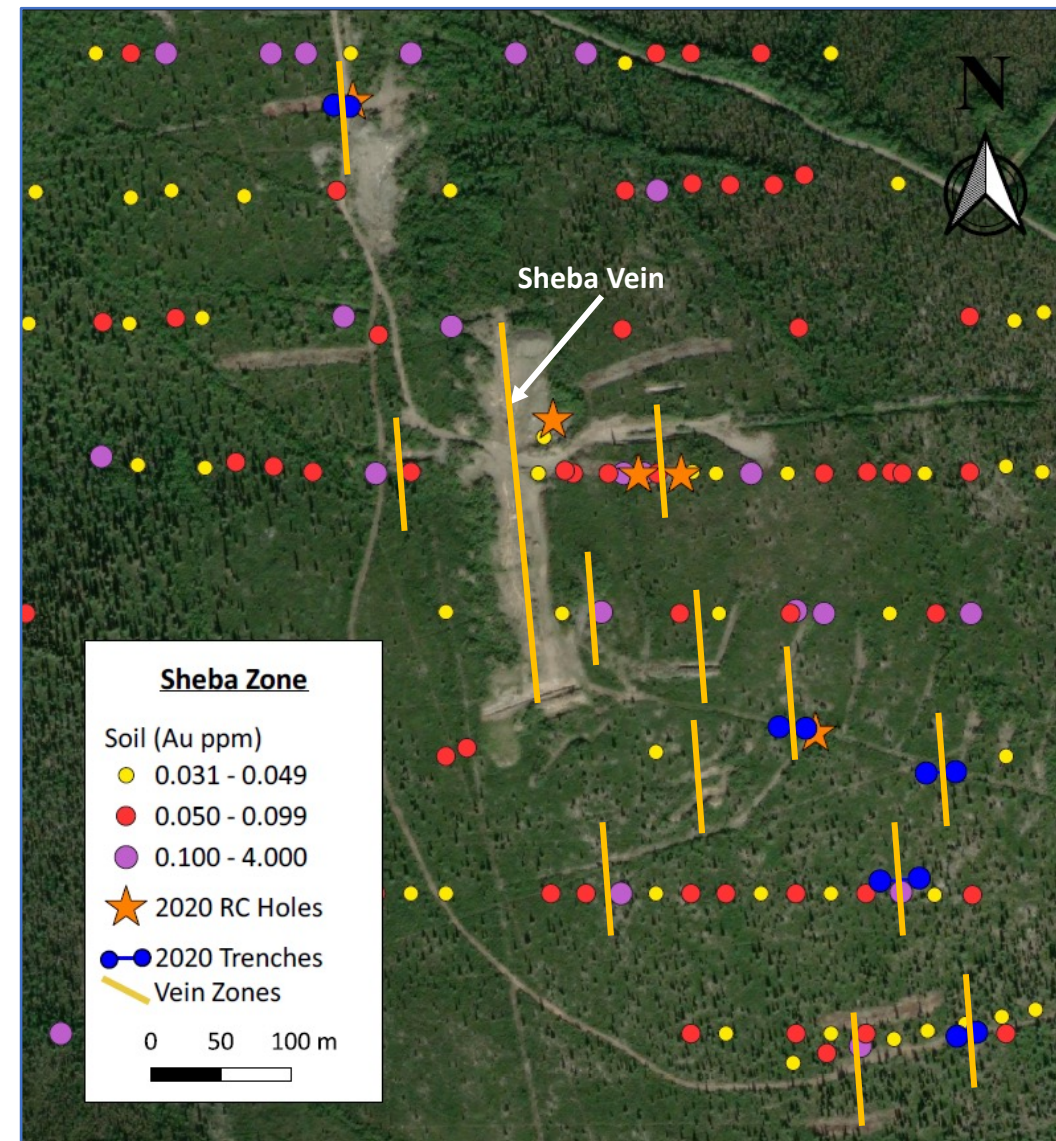 N
Sheba Vein
Sheba Zone
Soil (Au ppm)
0.031 - 0.049
0.050 - 0.099
0.100 - 4.000
2020 RC Holes
2020 Trenches
Vein Zones
0 50 100 m